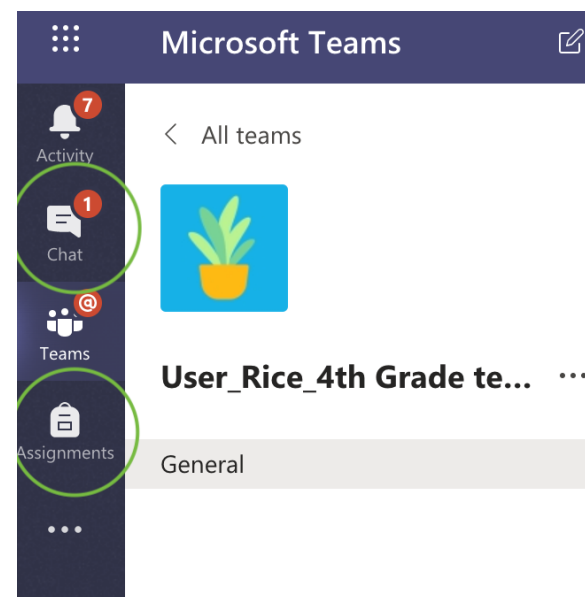 Microsoft Teams
7
Activity
All teams
1
Chat
@
Teams
User_Rice_4th Grade te...
Assignments
General